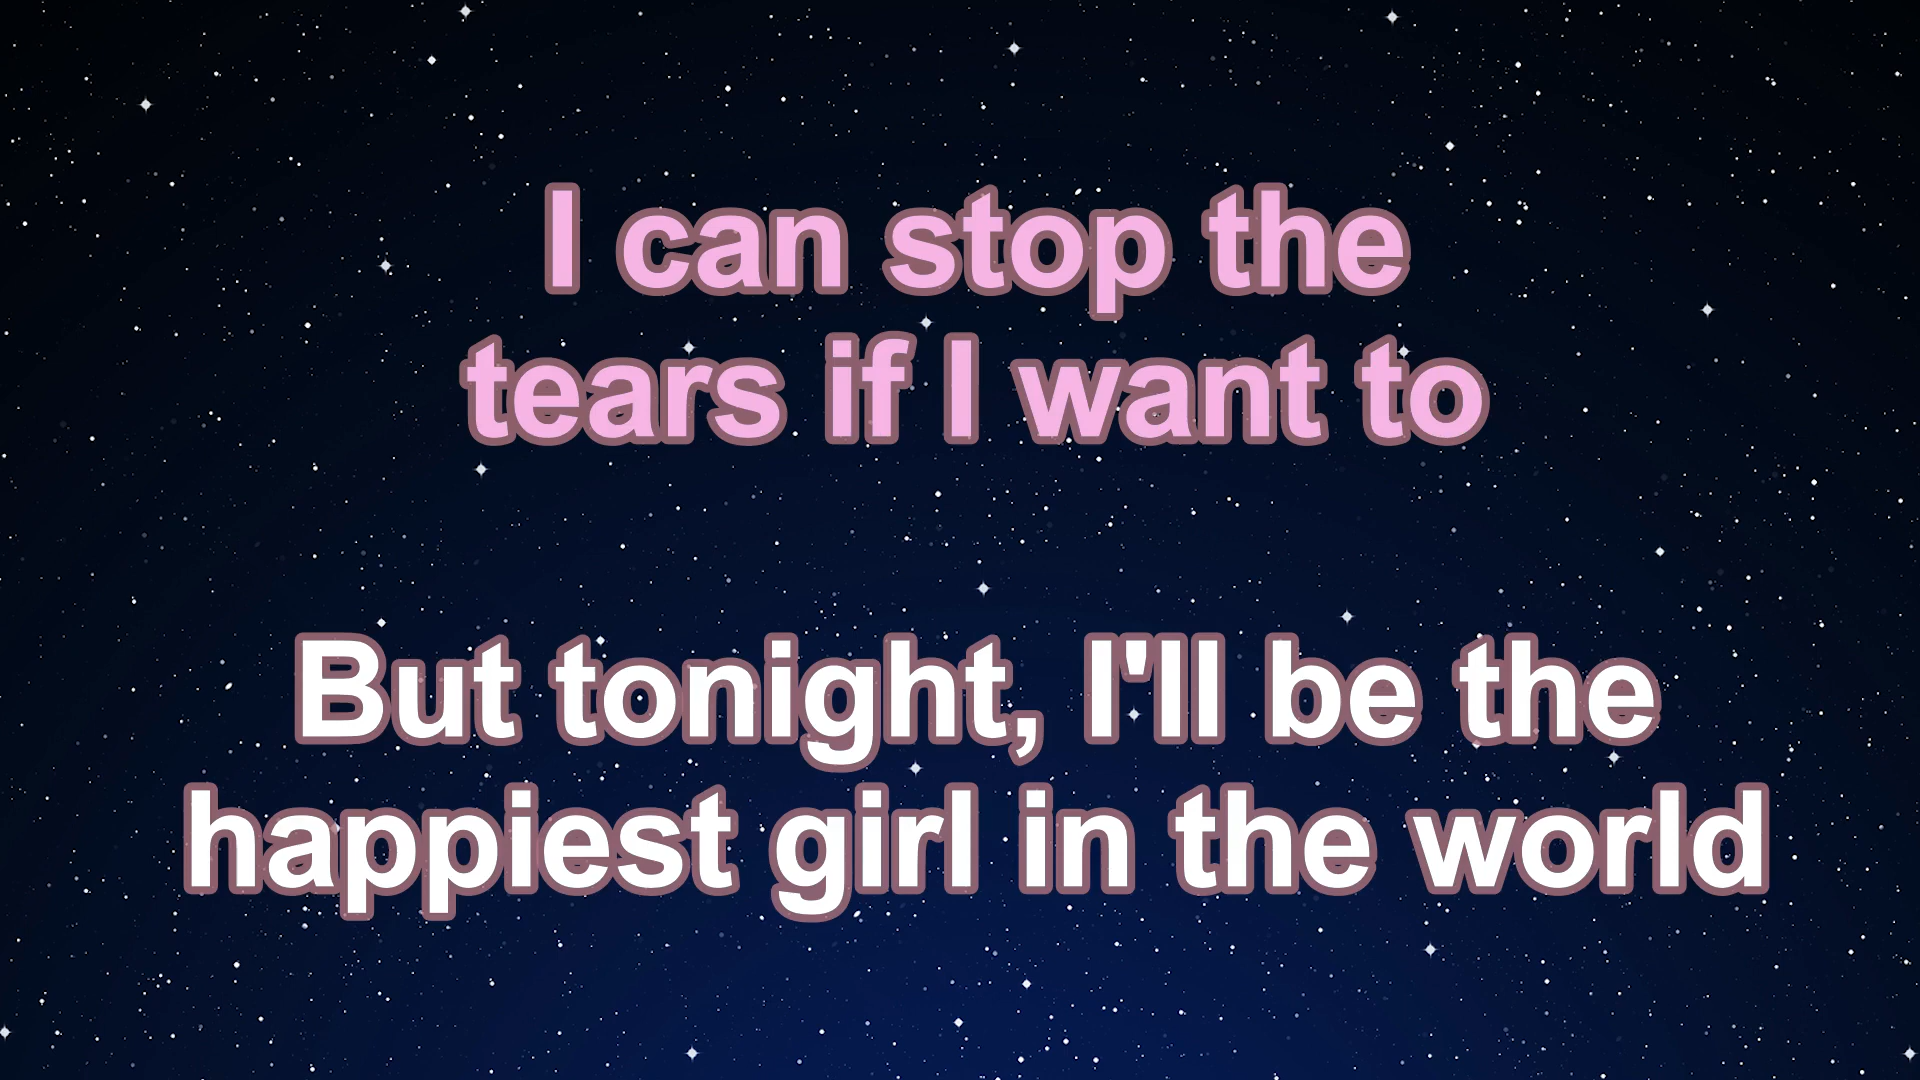 I can stop the
tears if I want to
But tonight, I'll be the
happiest girl in the world